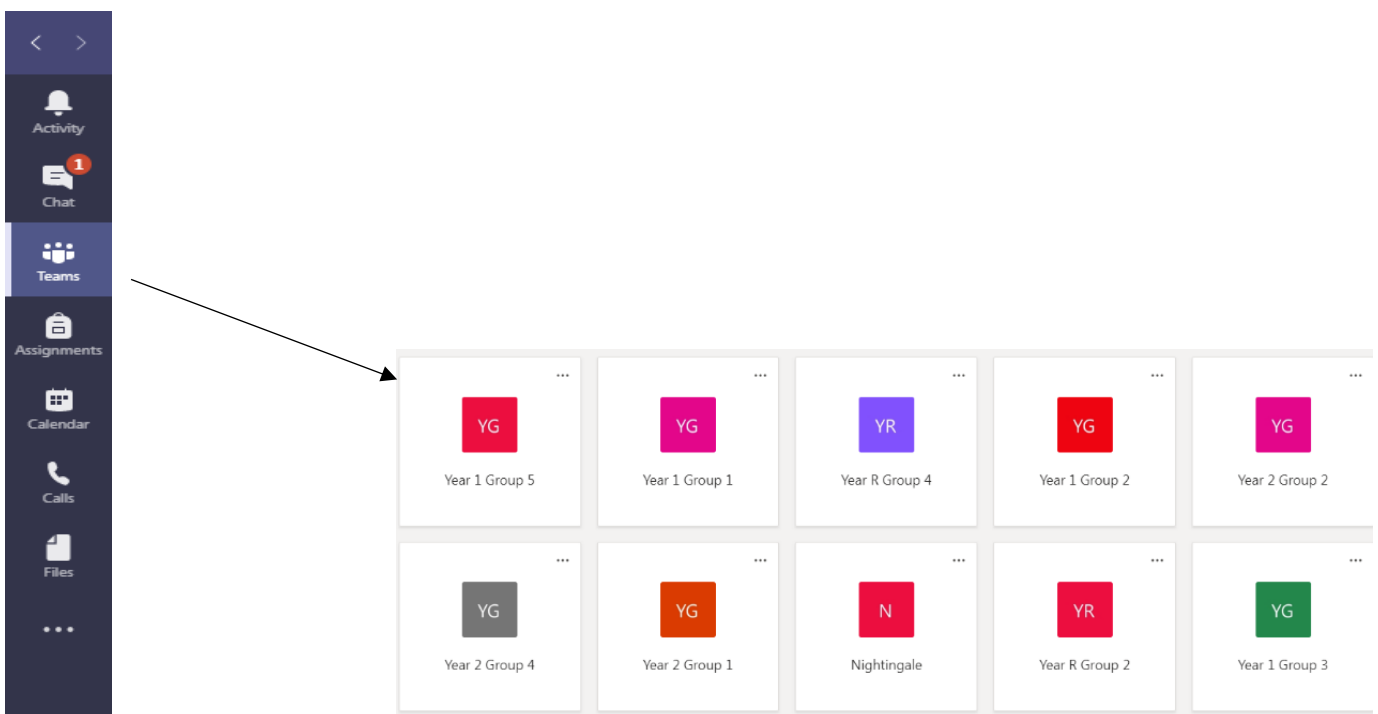 Activity
1
Chat
Teams
Assignments
Calendar
Calls
Files
YG YG YR YG YG
Year 1 Group 5 Year 1 Group 1 Year R Group 4 Year 1 Group 2 Year 2 Group 2
YG YG N YR YG
Year 2 Group 4 Year 2 Group 1 Nightingale Year R Group 2 Year 1 Group 3